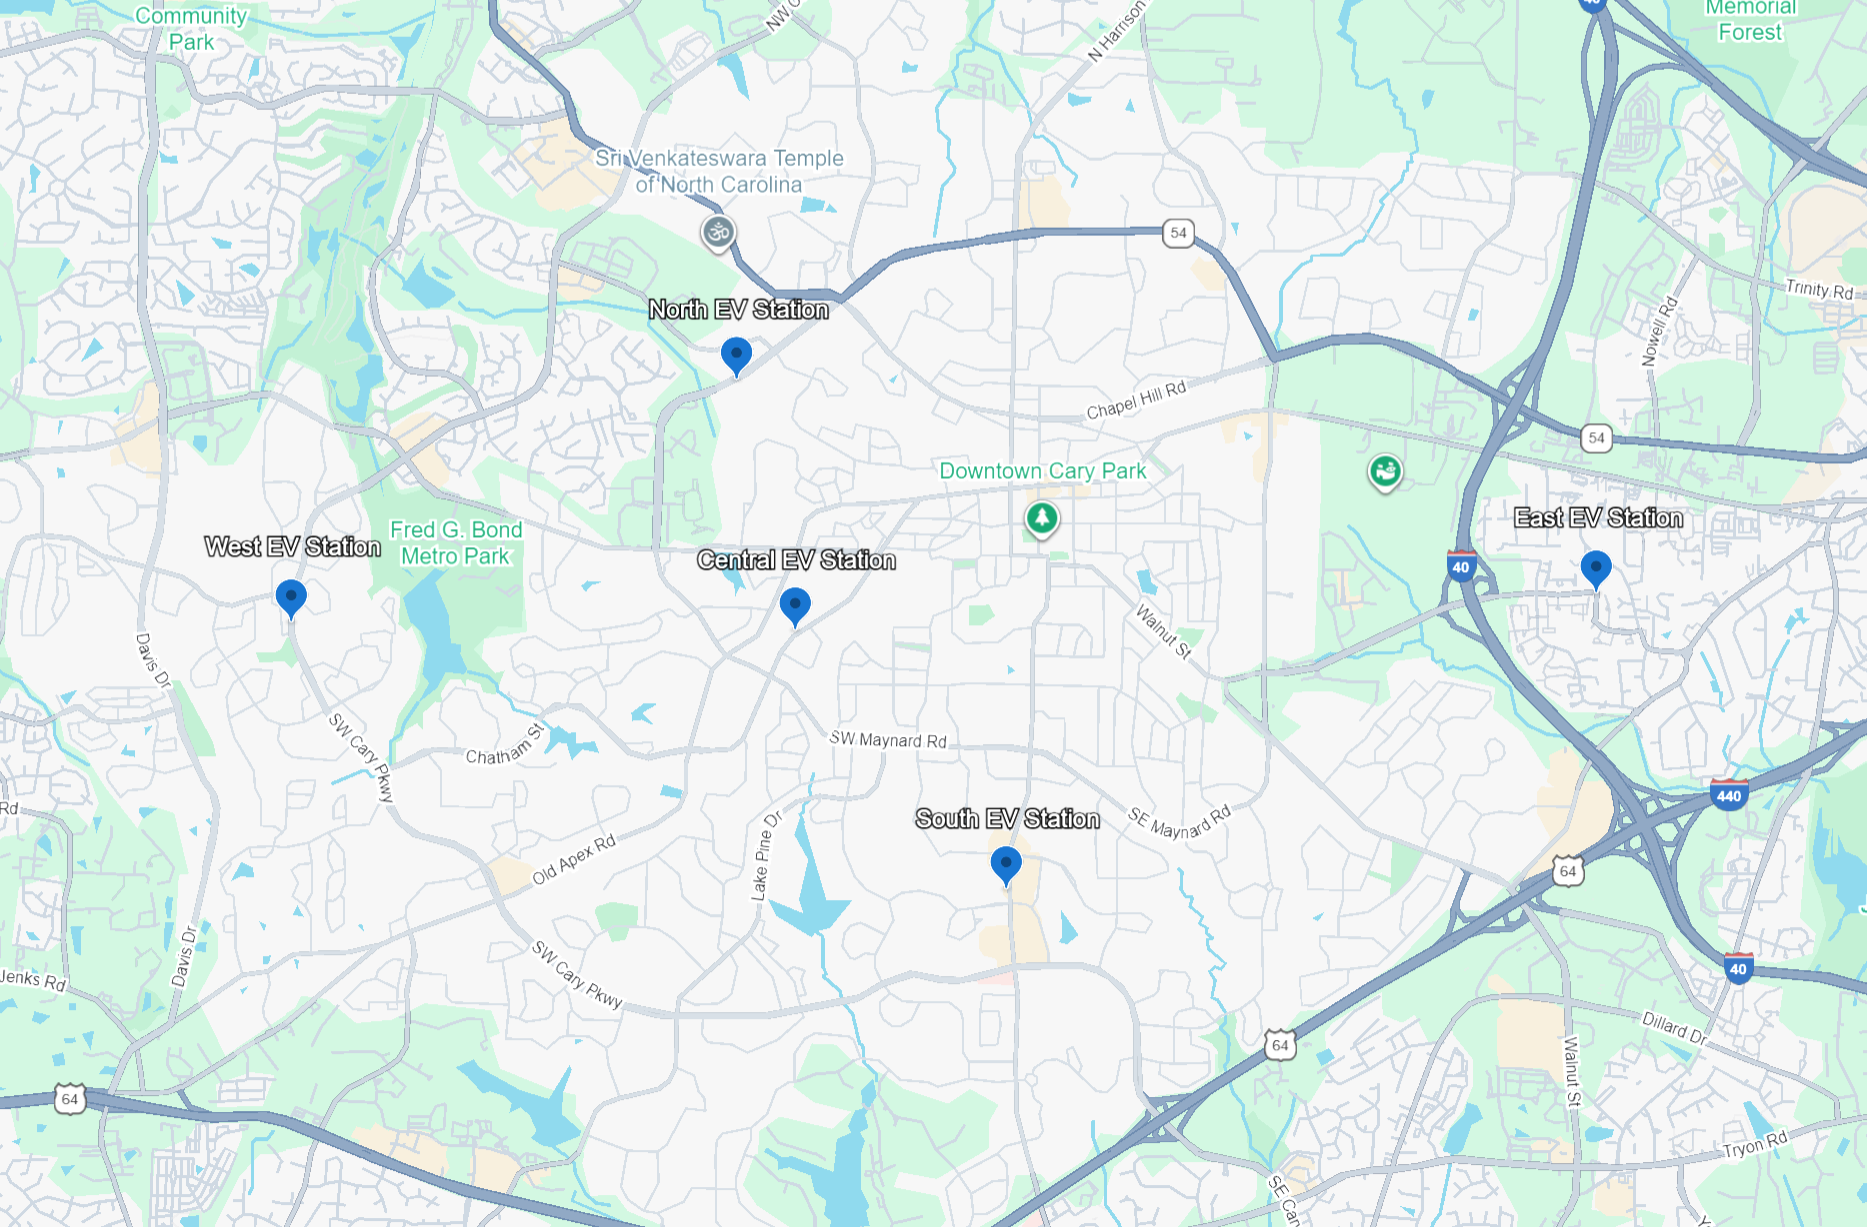 Community
Park
NW C
N Harrison
40
Memorial
Forest
Sri Venkateswara Temple
of North Carolina
54
Trinity Rd
North EV Station
Nowell Rd
Chapel Hill Rd
54
Downtown Cary Park
Fred G. Bond
Metro Park
West EV Station
Central EV Station
East EV Station
40
Walnut St
Davis Dr
SW Cary Pkwy
Chatham St
SW Maynard Rd
440
Rd
South EV Station
SE Maynard Rd
Old Apex Rd
Lake Pine Dr
64
Davis Dr
SW Cary Pkwy
Jenks Rd
40
64
Dillard Dr
Walnut St
64
Tryon Rd
SE Car